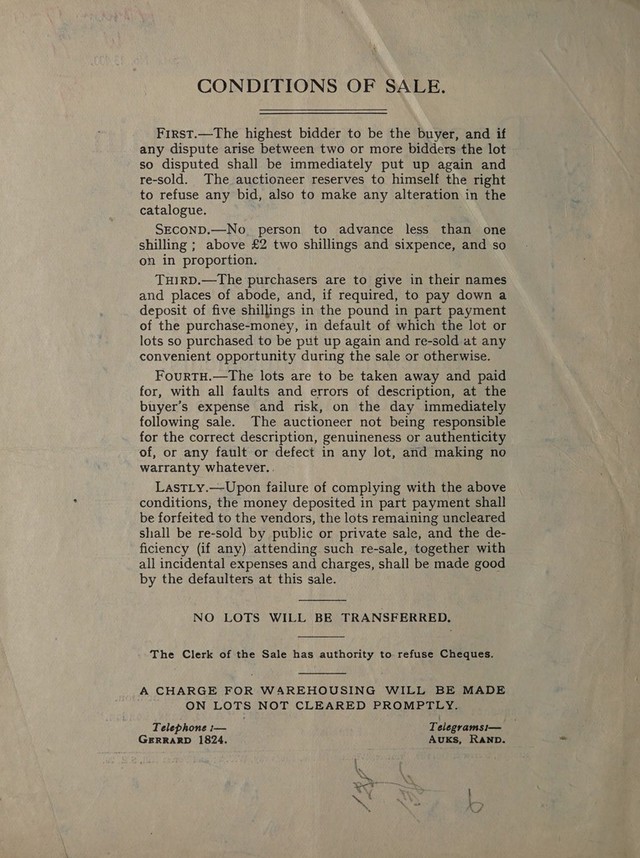 CONDITIONS OF SALE.
FIRST.—The highest bidder to be the buyer, and if
any dispute arise between two or more bidders the lot
so disputed shall be immediately put up again and
re-sold. The auctioneer reserves to himself the right
to refuse any bid, also to make any alteration in the
catalogue.
SECOND.—No person to advance less than one
shilling ; above £2 two shillings and sixpence, and so
on in proportion.
THIRD.—The purchasers are to give in their names
and places of abode, and, if required, to pay down a
deposit of five shillings in the pound in part payment
of the purchase-money, in default of which the lot or
lots so purchased to be put up again and re-sold at any
convenient opportunity during the sale or otherwise.
FOURTH.—The lots are to be taken away and paid
for, with all faults and errors of description, at the
buyer's expense and risk, on the day immediately
following sale. The auctioneer not being responsible
for the correct description, genuineness or authenticity
of, or any fault or defect in any lot, and making no
warranty whatever.
LASTLY.—Upon failure of complying with the above
conditions, the money deposited in part payment shall
be forfeited to the vendors, the lots remaining uncleared
shall be re-sold by public or private sale, and the de-
ficiency (if any) attending such re-sale, together with
all incidental expenses and charges, shall be made good
by the defaulters at this sale.
NO LOTS WILL BE TRANSFERRED.
The Clerk of the Sale has authority to refuse Cheques.
A CHARGE FOR WAREHOUSING WILL BE MADE
ON LOTS NOT CLEARED PROMPTLY.
Telephone :— Telegrams:—
GERRARD 1824. AUKS, RAND.